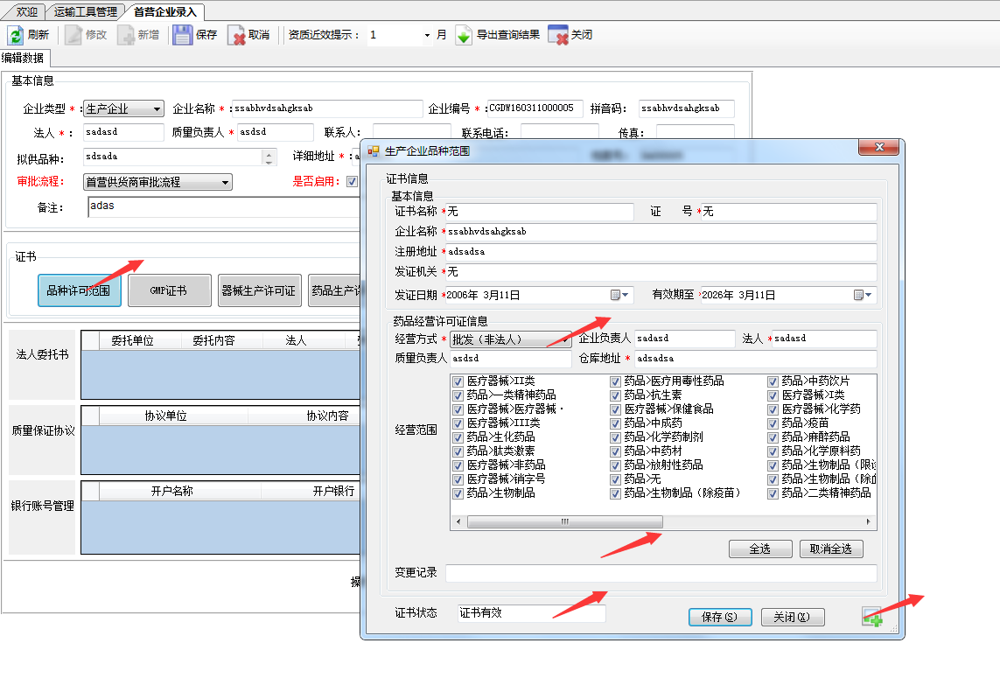 欢迎 运输工具管理 首营企业录入
刷新 修改 新增 保存 取消 资质近效提示： 1 月 导出查询结果 关闭
编辑数据
基本信息
企业类型 *： 生产企业 企业名称 *：ssabhvdsahgksab 企业编号 *：CGDW160311000005 拼音码： ssabhvdsahgksab
法人 *： sadasd 质量负责人 * asdsd 联系人： 联系电话： 传真：
拟供品种： sdsada 详细地址 *：a
审批流程： 首营供货商审批流程 是否启用：
备注： adas
证书
品种许可范围 GMP证书 器械生产许可证 药品生产许
法人委托书 委托单位 委托内容 法人
质量保证协议 协议单位 协议内容
银行账号管理 开户名称 开户银行
操
生产企业品种范围
证书信息
基本信息
证书名称 * 无 证 号 * 无
企业名称 * ssabhvdsahgksab
注册地址 * adsadsa
发证机关 * 无
发证日期 * 2006年 3月11日 有效期至 * 2026年 3月11日
药品经营许可证信息
经营方式 * 批发（非法人） 企业负责人 sadasd 法人 * sadasd
质量负责人 asdsd 仓库地址 * adsadsa
经营范围
医疗器械>II类 药品>医疗用毒性药品 药品>中药饮片
药品>一类精神药品 药品>抗生素 医疗器械>I类
医疗器械>医疗器械· 医疗器械>保健食品 医疗器械>化学药
医疗器械>III类 药品>中成药 药品>疫苗
药品>生化药品 药品>化学药制剂 药品>麻醉药品
药品>肽类激素 药品>中药材 药品>化学原料药
医疗器械>非药品 药品>放射性药品 药品>生物制品（限诊
医疗器械>销字号 药品>无 药品>生物制品（除血
药品>生物制品 药品>生物制品（除疫苗） 药品>二类精神药品
全选 取消全选
变更记录
证书状态 证书有效 保存(S) 关闭(X)